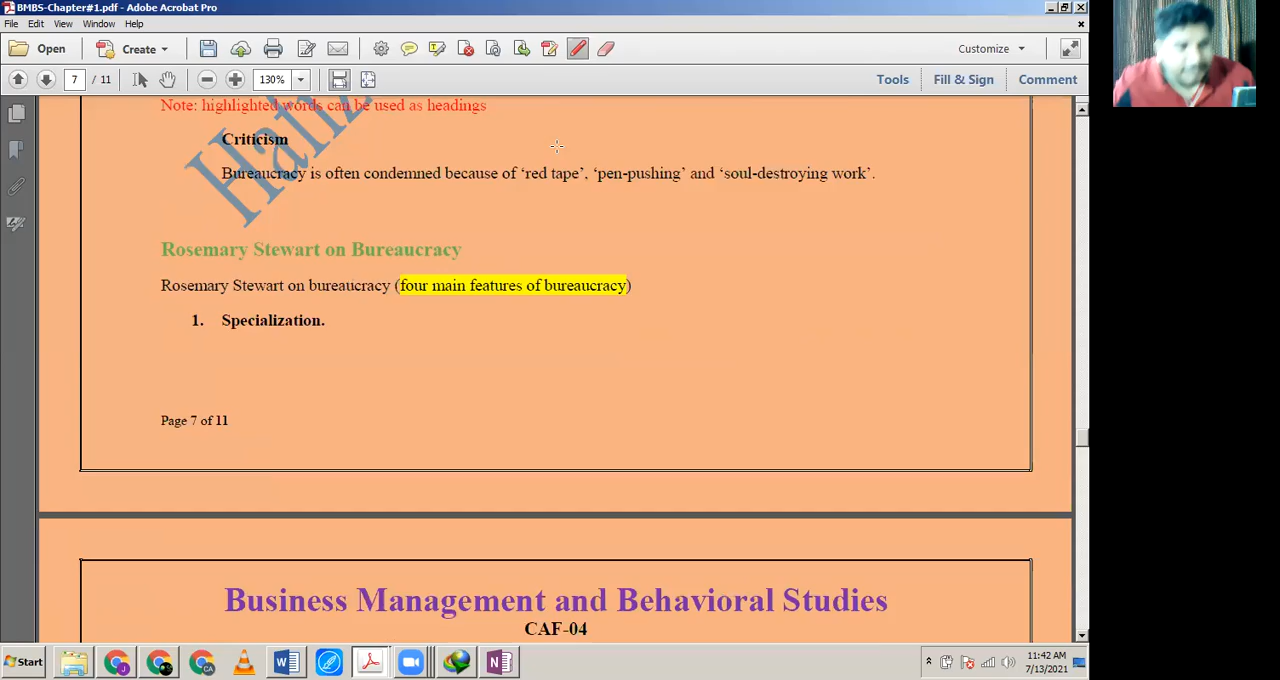 BMBS-Chapter#1.pdf - Adobe Acrobat Pro
File Edit View Window Help
Open Create Customize
7 / 11 130% Tools Fill & Sign Comment
Note: highlighted words can be used as headings
Criticism
Bureaucracy is often condemned because of ‘red tape’, ‘pen-pushing’ and ‘soul-destroying work’.
Rosemary Stewart on Bureaucracy
Rosemary Stewart on bureaucracy (four main features of bureaucracy)
1. Specialization.
Page 7 of 11
Business Management and Behavioral Studies
CAF-04
Start
11:42 AM
7/13/2021